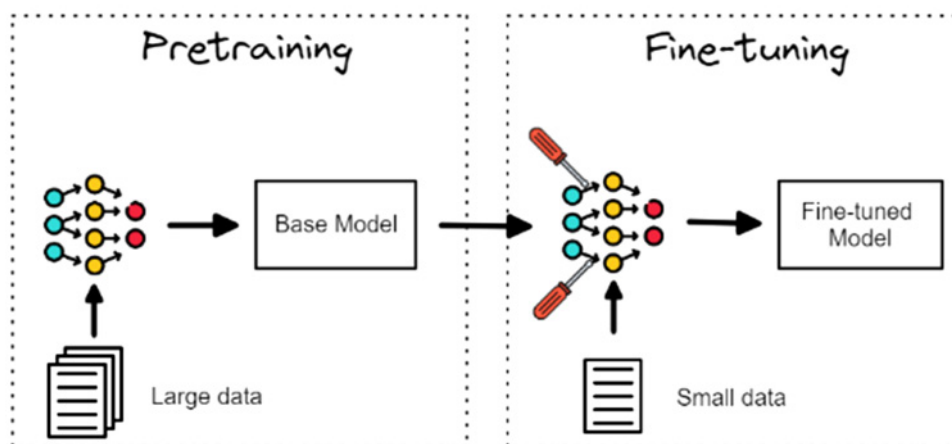 Pretraining
Base Model
Large data
Fine-tuning
Fine-tuned
Model
Small data